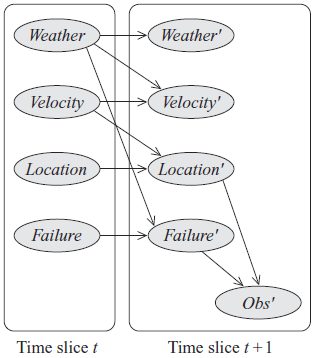 Weather Weather'
Velocity Velocity'
Location Location'
Failure Failure'
Obs'
Time slice t Time slice t+1